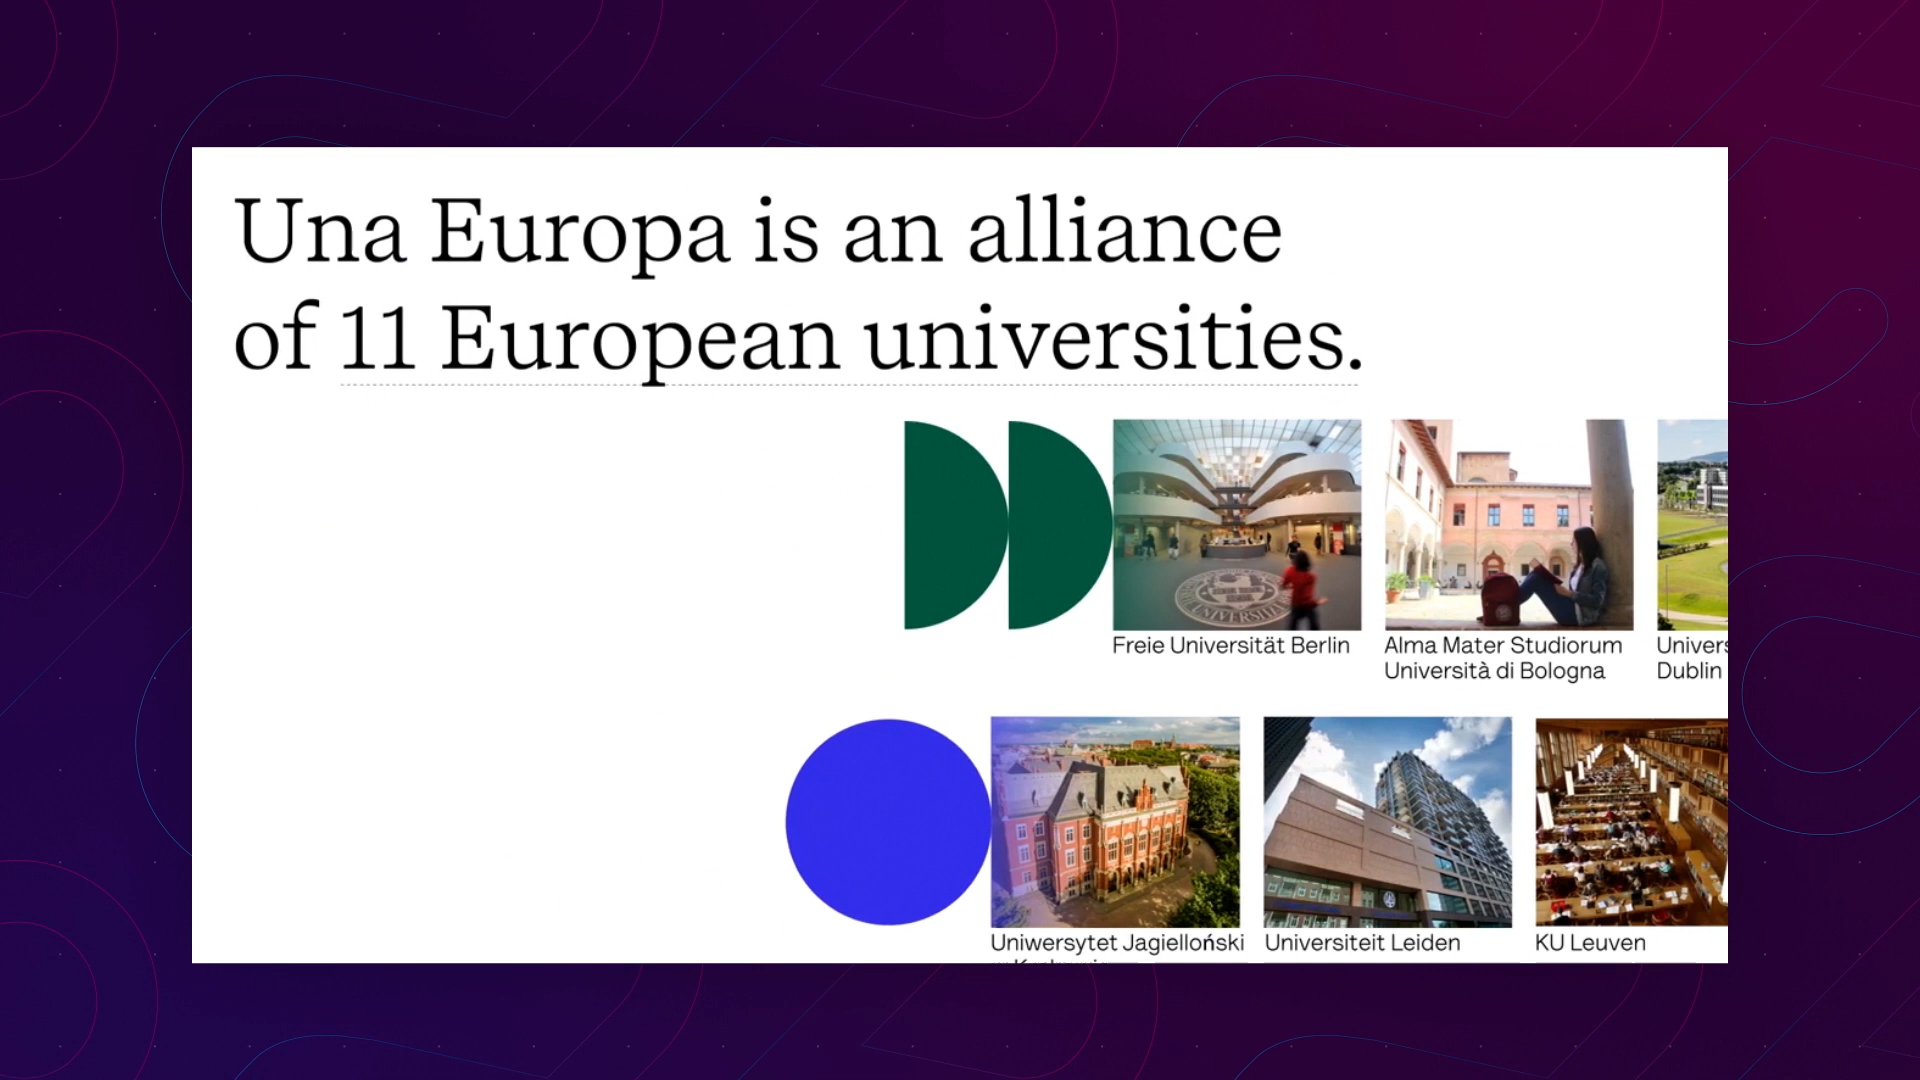 Una Europa is an alliance
of 11 European universities.
Freie Universität Berlin
Alma Mater Studiorum
Università di Bologna
Dublin
Uniwersytet Jagielloński
Universiteit Leiden
KU Leuven